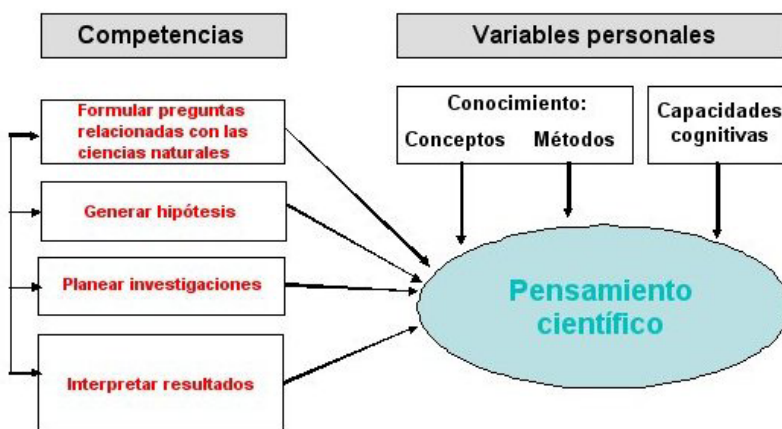 Competencias
Variables personales
Formular preguntas
relacionadas con las
ciencias naturales
Generar hipótesis
Planear investigaciones
Interpretar resultados
Conocimiento:
Conceptos Métodos
Capacidades
cognitivas
Pensamiento
científico